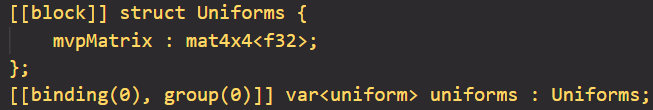 [[block]] struct Uniforms {
    mvpMatrix : mat4x4<f32>;
};
[[binding(0), group(0)]] var<uniform> uniforms : Uniforms;